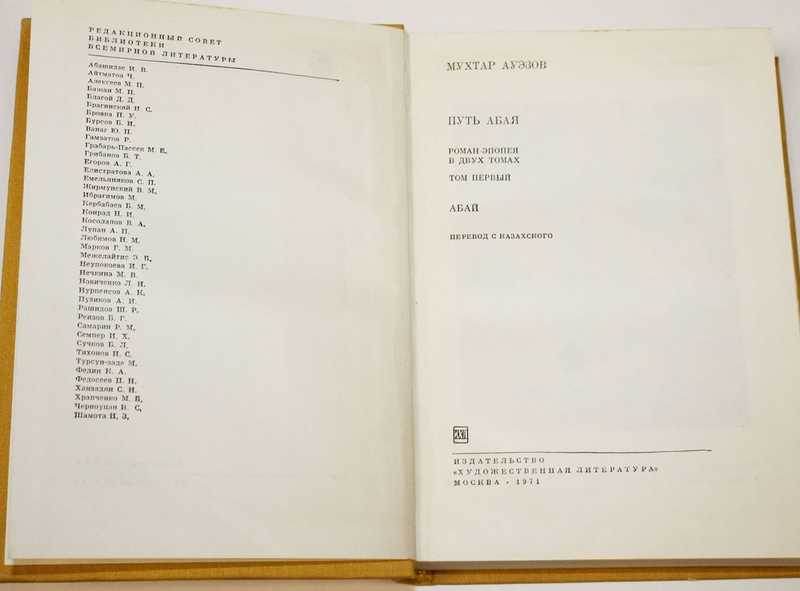 РЕДАКЦИОННЫЙ СОВЕТ
БИБЛИОТЕКИ
ВСЕМИРНОЙ ЛИТЕРАТУРЫ
Абашидзе И. В.
Айтматов Ч.
Алексеев М. П.
Бажан М. П.
Благой Д. Д.
Брагинский И. С.
Бровка П. У.
Бурсов Б. И.
Ванаг Ю. П.
Гамзатов Р.
Грабарь-Пассек М. Е.
Грибанов Б. Т.
Егоров А. Г.
Елистратова А. А.
Емельянников С. П.
Жирмунский В. М.
Ибрагимов М.
Кербабаев Б. М.
Конрад Н. И.
Косолапов В. А.
Лупан А. П.
Любимов Н. М.
Марков Г. М.
Межелайтис Э. Б.
Неупокоева И. Г.
Нечкина М. В.
Новиченко Л. Н.
Нурпеисов А. К.
Пузиков А. И.
Рашидов Ш. Р.
Реизов Б. Г.
Самарин Р. М.
Семпер И. Х.
Сучков Б. Л.
Тихонов Н. С.
Турсун-заде М.
Федин К. А.
Федосеев П. Н.
Ханзадян С. Н.
Храпченко М. Б.
Черноуцан И. С.
Шамота Н. З.
МУХТАР АУЭЗОВ
ПУТЬ АБАЯ
РОМАН-ЭПОПЕЯ
В ДВУХ ТОМАХ
ТОМ ПЕРВЫЙ
АБАЙ
ПЕРЕВОД С КАЗАХСКОГО
ИЗДАТЕЛЬСТВО
«ХУДОЖЕСТВЕННАЯ ЛИТЕРАТУРА»
МОСКВА · 1971